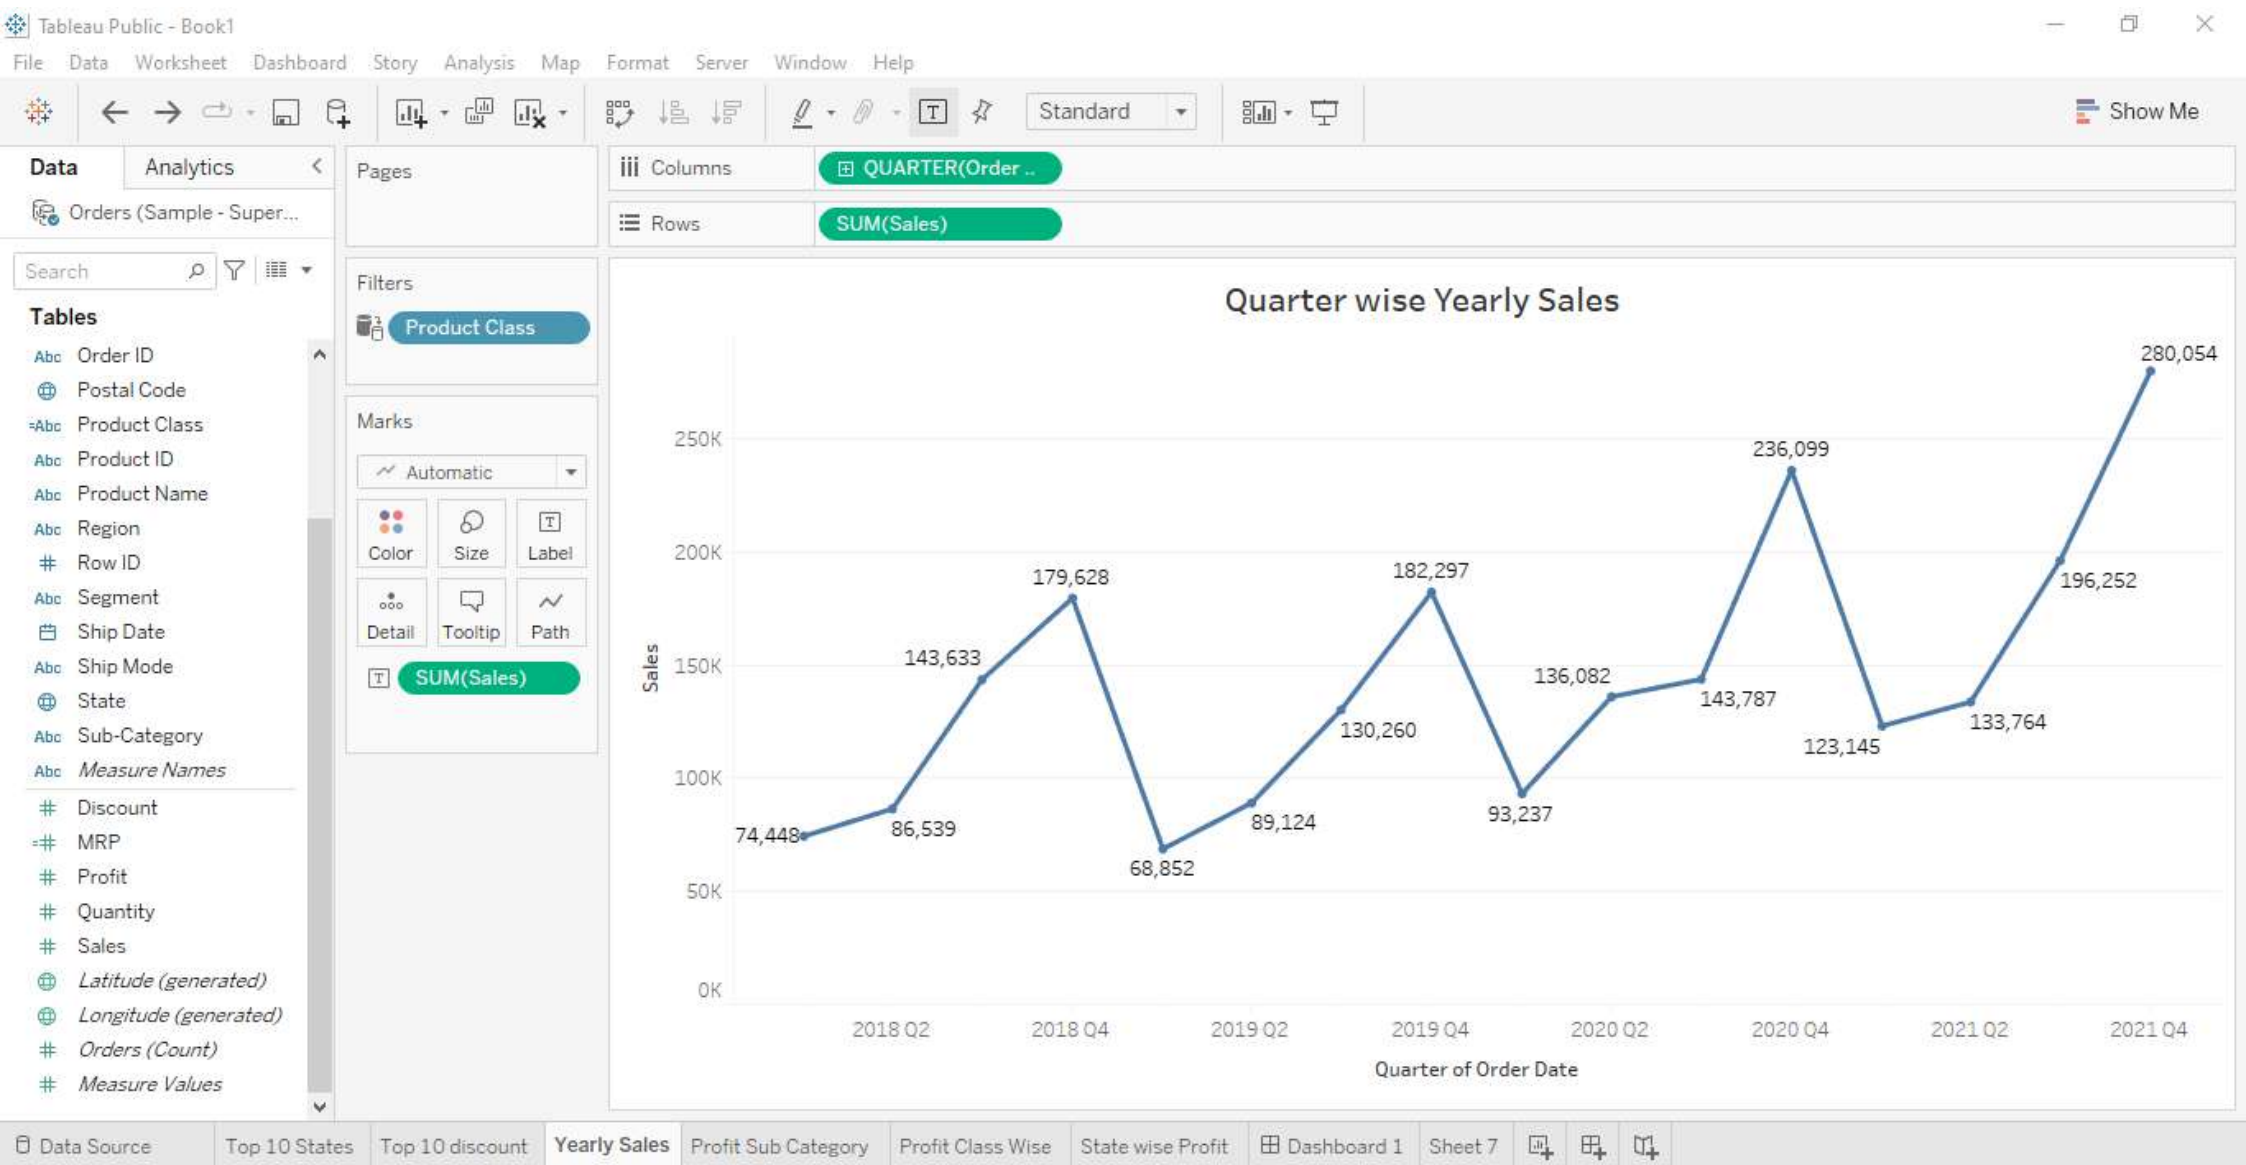 Tableau Public - Book1
File Data Worksheet Dashboard Story Analysis Map Format Server Window Help
Standard
Show Me
Data Analytics
Orders (Sample - Super...
Search
Tables
Abc Order ID
Postal Code
=Abc Product Class
Abc Product ID
Abc Product Name
Abc Region
# Row ID
Abc Segment
Ship Date
Abc Ship Mode
State
Abc Sub-Category
Abc Measure Names
# Discount
=# MRP
# Profit
# Quantity
# Sales
Latitude (generated)
Longitude (generated)
# Orders (Count)
# Measure Values
Pages
Filters
Product Class
Marks
Automatic
Color Size T Label
Detail Tooltip Path
T SUM(Sales)
Columns QUARTER(Order ..
Rows SUM(Sales)
Quarter wise Yearly Sales
280,054
250K
236,099
200K
196,252
182,297
179,628
Sales
150K
143,633
136,082
143,787
130,260
133,764
123,145
100K
93,237
89,124
86,539
74,448
68,852
50K
0K
2018 Q2 2018 Q4 2019 Q2 2019 Q4 2020 Q2 2020 Q4 2021 Q2 2021 Q4
Quarter of Order Date
Data Source Top 10 States Top 10 discount Yearly Sales Profit Sub Category Profit Class Wise State wise Profit Dashboard 1 Sheet 7